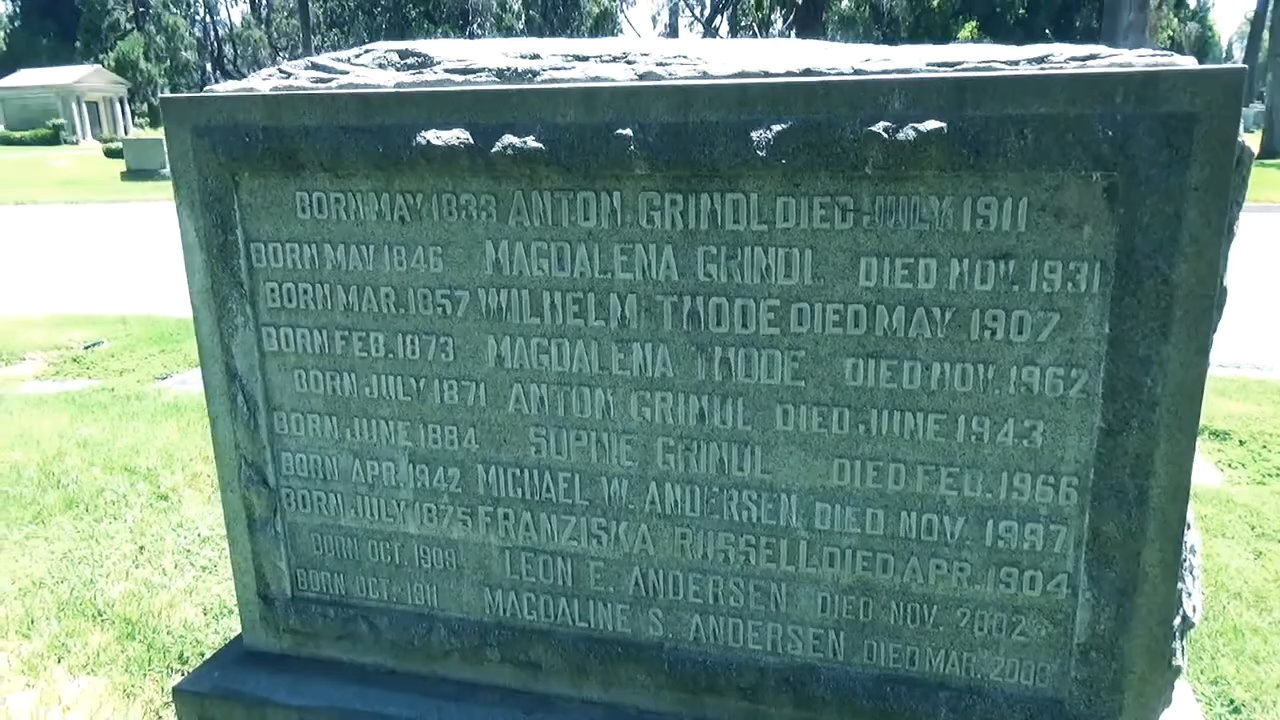 BORN MAY 1838 ANTON GRINDL DIED JULY 1911
BORN MAY 1846 MAGDALENA GRINDL DIED NOV. 1931
BORN MAR. 1857 WILHELM THODE DIED MAY 1907
BORN FEB. 1873 MAGDALENA THODE DIED NOV. 1962
BORN JULY 1871 ANTON GRINDL DIED JUNE 1943
BORN JUNE 1884 SOPHIE GRINDL DIED FEB. 1966
BORN APR. 1942 MICHAEL W. ANDERSEN DIED NOV. 1997
BORN JULY 1875 FRANZISKA RUSSELL DIED APR. 1904
BORN OCT. 1909 LEON E. ANDERSEN DIED NOV. 2002
BORN OCT. 1911 MAGDALINE S. ANDERSEN DIED MAR.